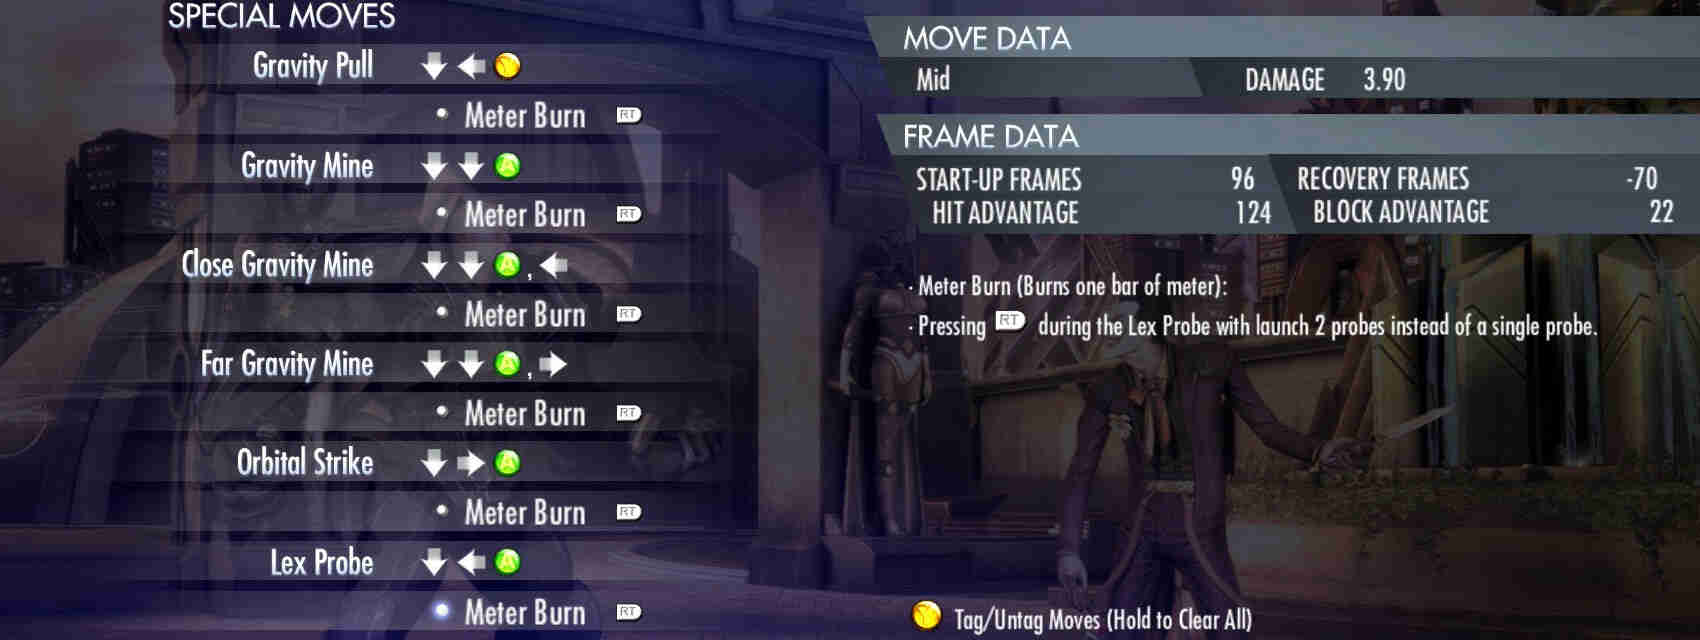 SPECIAL MOVES
Gravity Pull Y
Meter Burn RT
Gravity Mine A
Meter Burn RT
Close Gravity Mine A ,
Meter Burn RT
Far Gravity Mine A ,
Meter Burn RT
Orbital Strike A
Meter Burn RT
Lex Probe A
Meter Burn RT
MOVE DATA
Mid DAMAGE 3.90
FRAME DATA
START-UP FRAMES 96 RECOVERY FRAMES -70
HIT ADVANTAGE 124 BLOCK ADVANTAGE 22
· Meter Burn (Burns one bar of meter):
· Pressing RT during the Lex Probe with launch 2 probes instead of a single probe.
Y Tag/Untag Moves (Hold to Clear All)